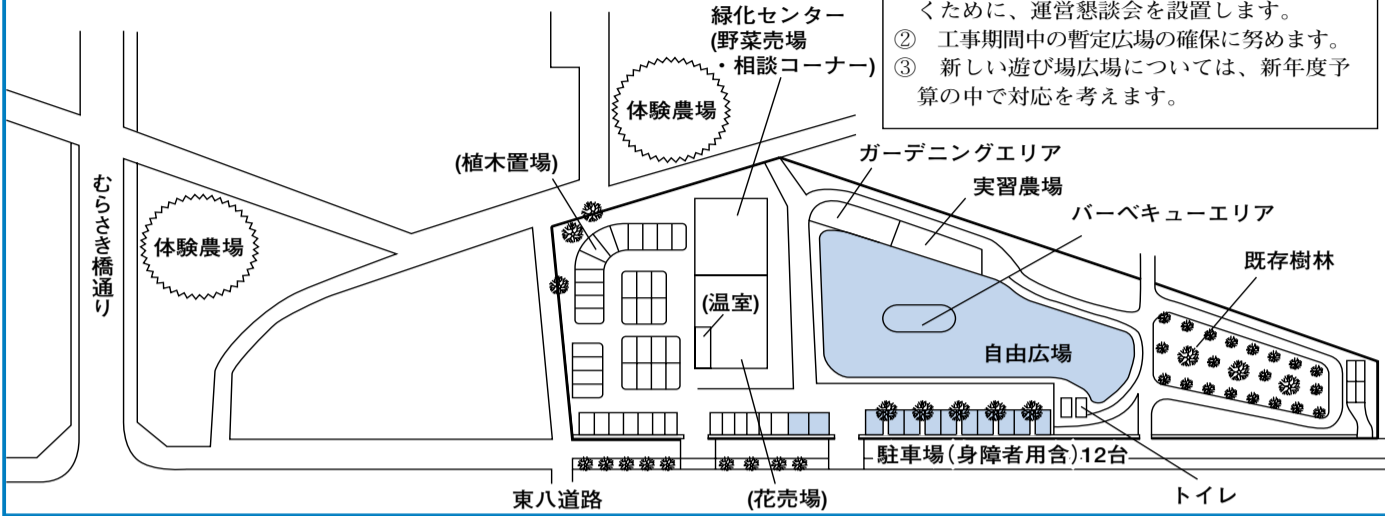 くために、運営懇談会を設置します。
② 工事期間中の暫定広場の確保に努めます。
③ 新しい遊び場広場については、新年度予
算の中で対応を考えます。
緑化センター
(野菜売場
・相談コーナー)
体験農場
(植木置場)
ガーデニングエリア
実習農場
バーベキューエリア
既存樹林
むらさき橋通り
体験農場
(温室)
自由広場
駐車場(身障者用含)12台
東八道路
(花売場)
トイレ